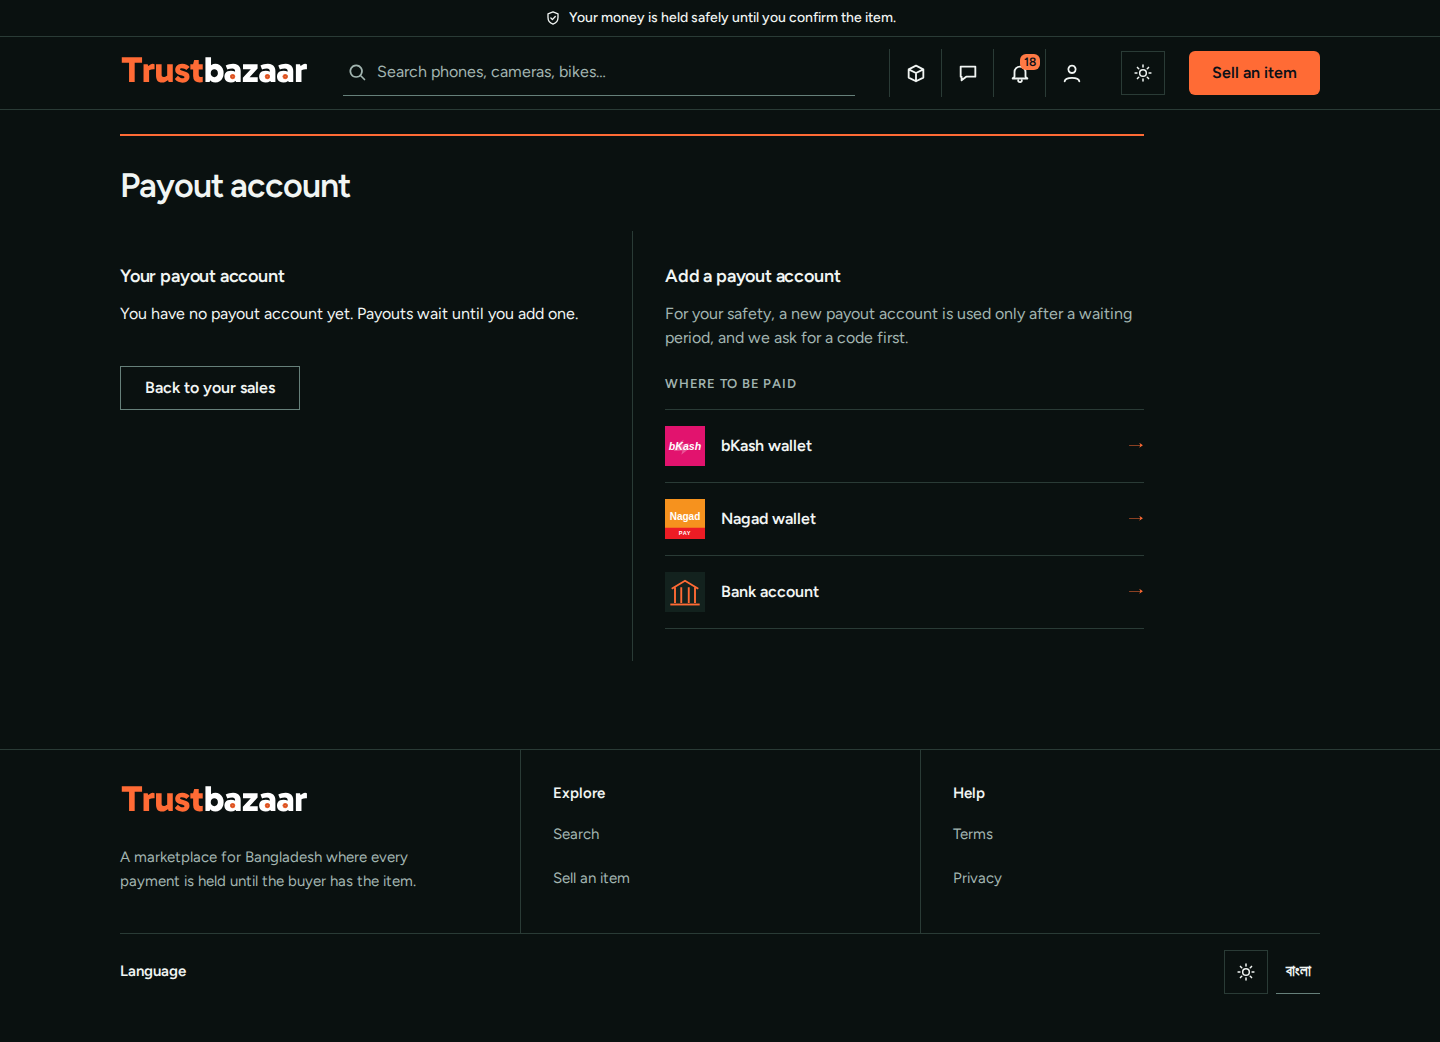 Your money is held safely until you confirm the item.
Trustbazaar
Search phones, cameras, bikes...
18
Sell an item
Payout account
Your payout account
You have no payout account yet. Payouts wait until you add one.
Back to your sales
Add a payout account
For your safety, a new payout account is used only after a waiting
period, and we ask for a code first.
WHERE TO BE PAID
bKash
bKash wallet
→
Nagad
PAY
Nagad wallet
→
Bank account
→
Trustbazaar
A marketplace for Bangladesh where every
payment is held until the buyer has the item.
Explore
Search
Sell an item
Help
Terms
Privacy
Language
বাংলা